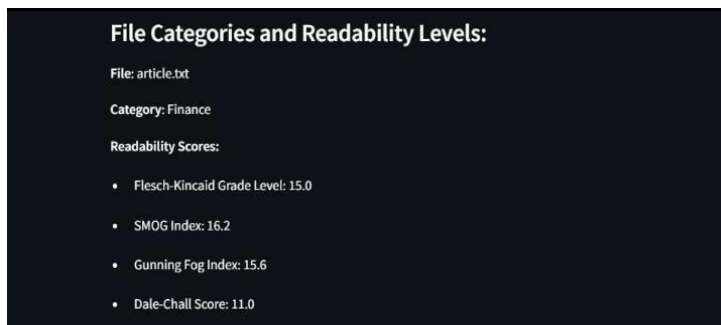 File Categories and Readability Levels:
File: article.txt
Category: Finance
Readability Scores:
• Flesch-Kincaid Grade Level: 15.0
• SMOG Index: 16.2
• Gunning Fog Index: 15.6
• Dale-Chall Score: 11.0